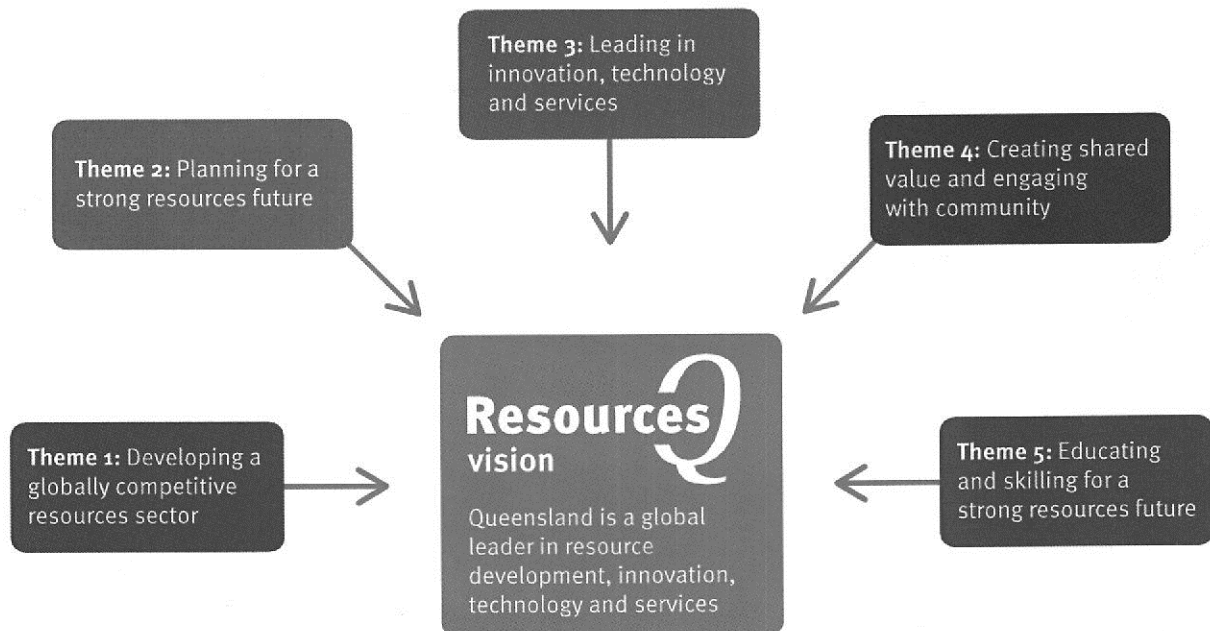 Theme 3: Leading in
innovation, technology
and services
Theme 2: Planning for a
strong resources future
Theme 4: Creating shared
value and engaging
with community
Theme 1: Developing a
globally competitive
resources sector
Resources Q
vision
Queensland is a global
leader in resource
development, innovation,
technology and services
Theme 5: Educating
and skilling for a
strong resources future